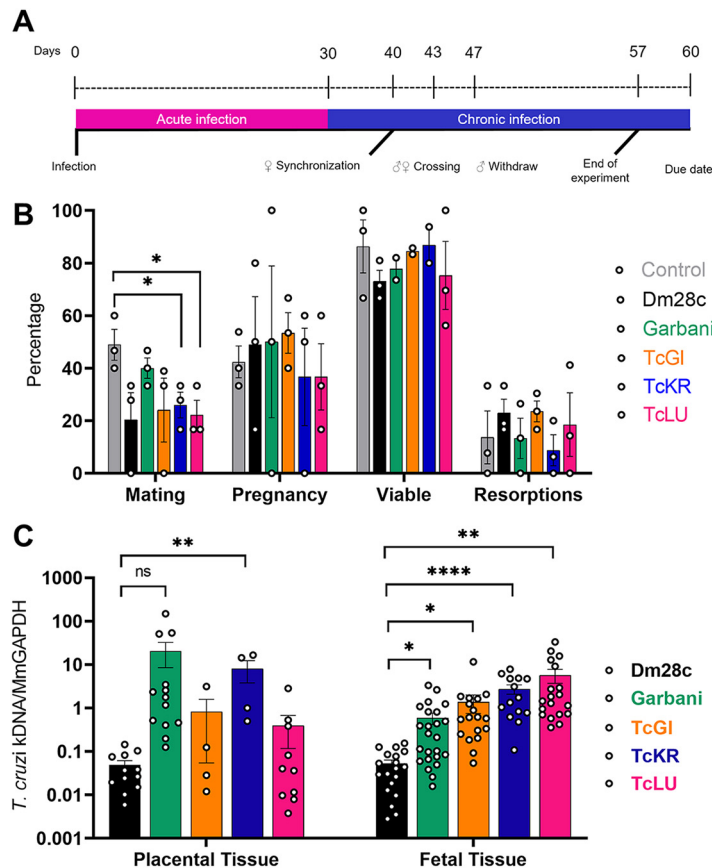 A
Days 0 30 40 43 47 57 60
Acute infection Chronic infection
Infection ♀ Synchronization ♂♀ Crossing ♂ Withdraw End of experiment Due date
B
Percentage
100
80
60
40
20
0
* *
Mating Pregnancy Viable Resorptions
Control
Dm28c
Garbani
TcGI
TcKR
TcLU
C
T. cruzi kDNA/MmGAPDH
1000
100
10
1
0.1
0.01
0.001
ns ** * * **** **
Placental Tissue Fetal Tissue
Dm28c
Garbani
TcGI
TcKR
TcLU